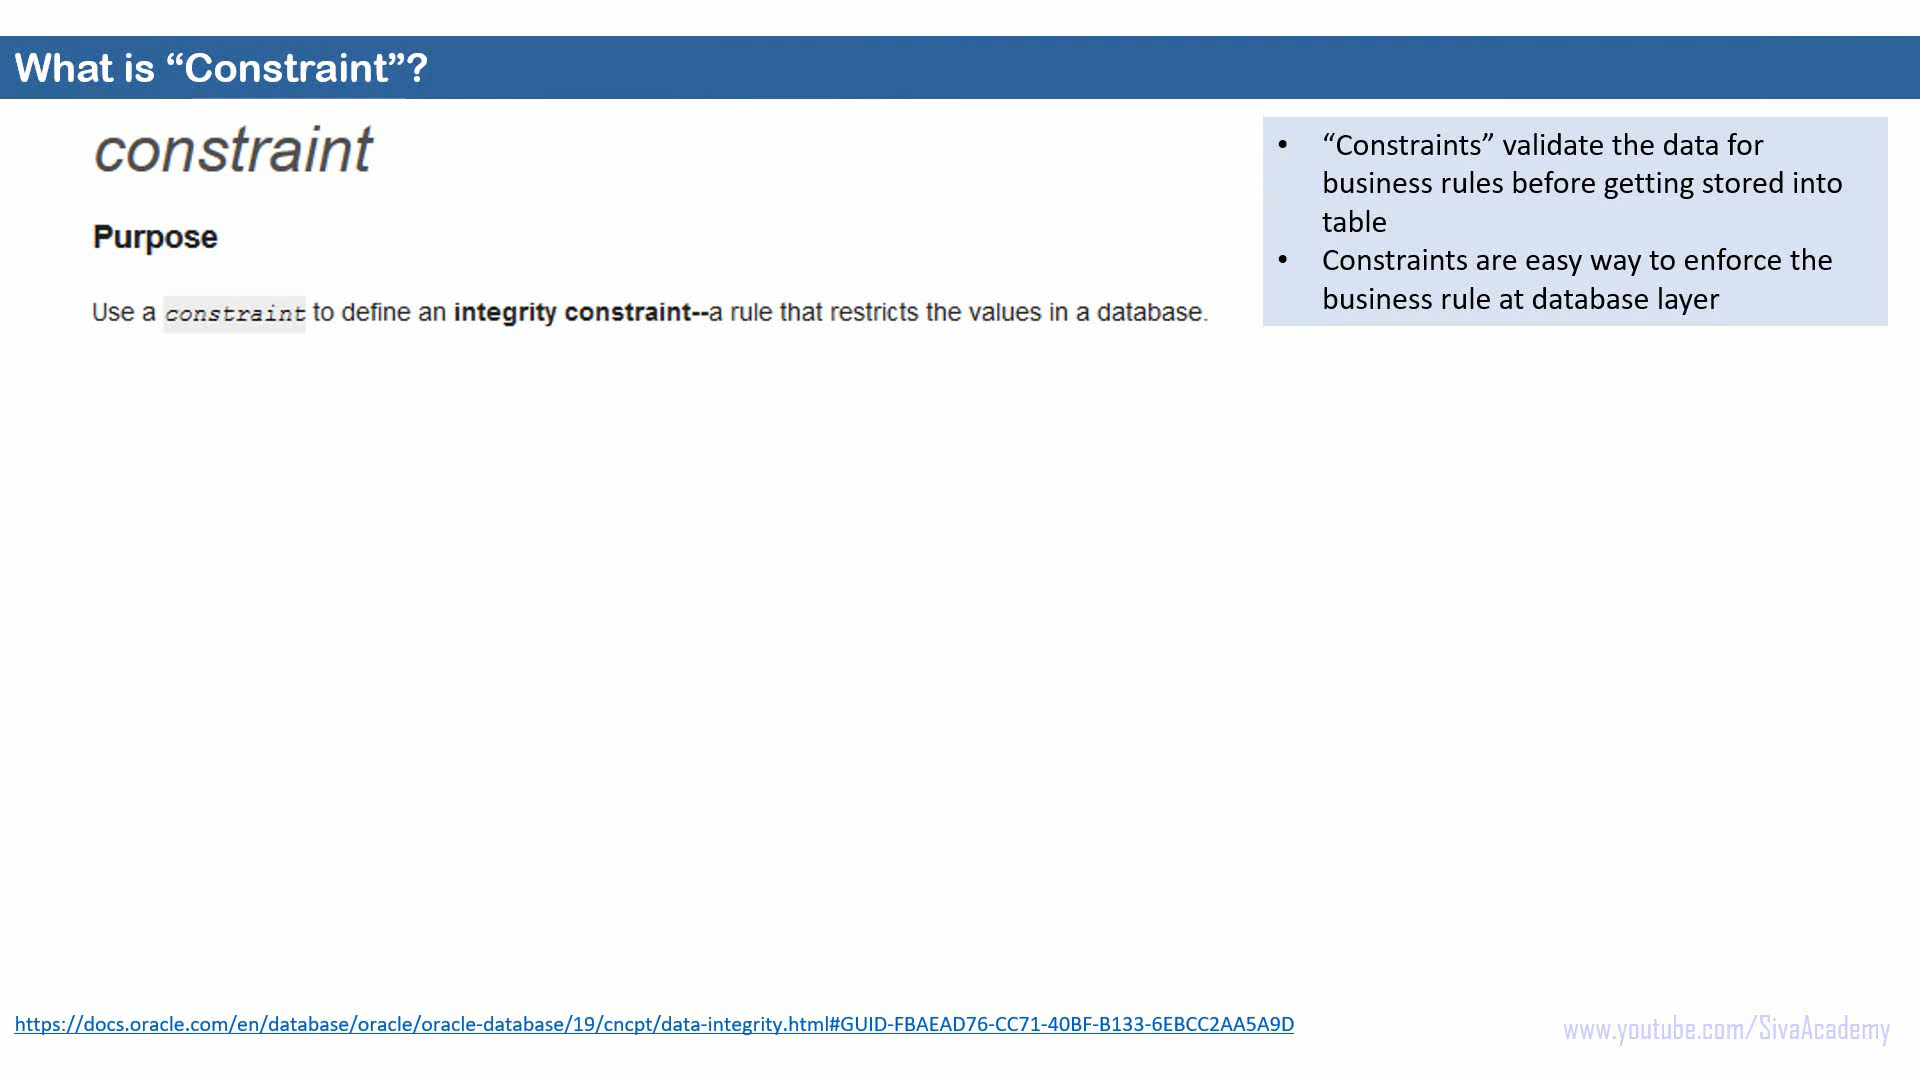 What is “Constraint”?
constraint
Purpose
Use a constraint to define an integrity constraint--a rule that restricts the values in a database.
• “Constraints” validate the data for
business rules before getting stored into
table
• Constraints are easy way to enforce the
business rule at database layer
https://docs.oracle.com/en/database/oracle/oracle-database/19/cncpt/data-integrity.html#GUID-FBAEAD76-CC71-40BF-B133-6EBCC2AA5A9D
www.youtube.com/SivaAcademy